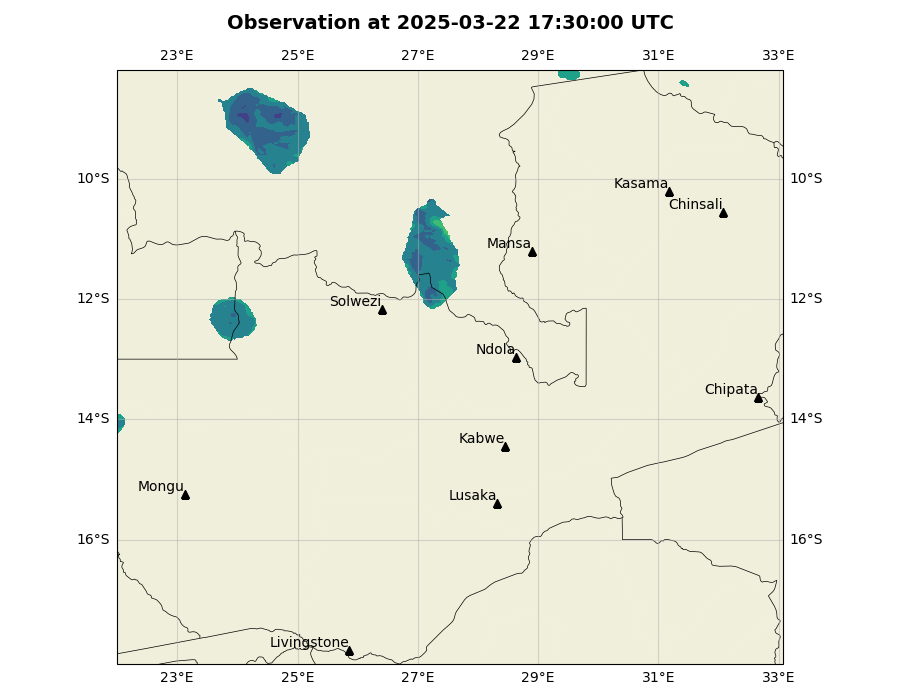 Observation at 2025-03-22 17:30:00 UTC
23°E 25°E 27°E 29°E 31°E 33°E
10°S 10°S
Kasama
Chinsali
Mansa
12°S 12°S
Solwezi
Ndola
Chipata
14°S 14°S
Kabwe
Mongu
Lusaka
16°S 16°S
Livingstone
23°E 25°E 27°E 29°E 31°E 33°E